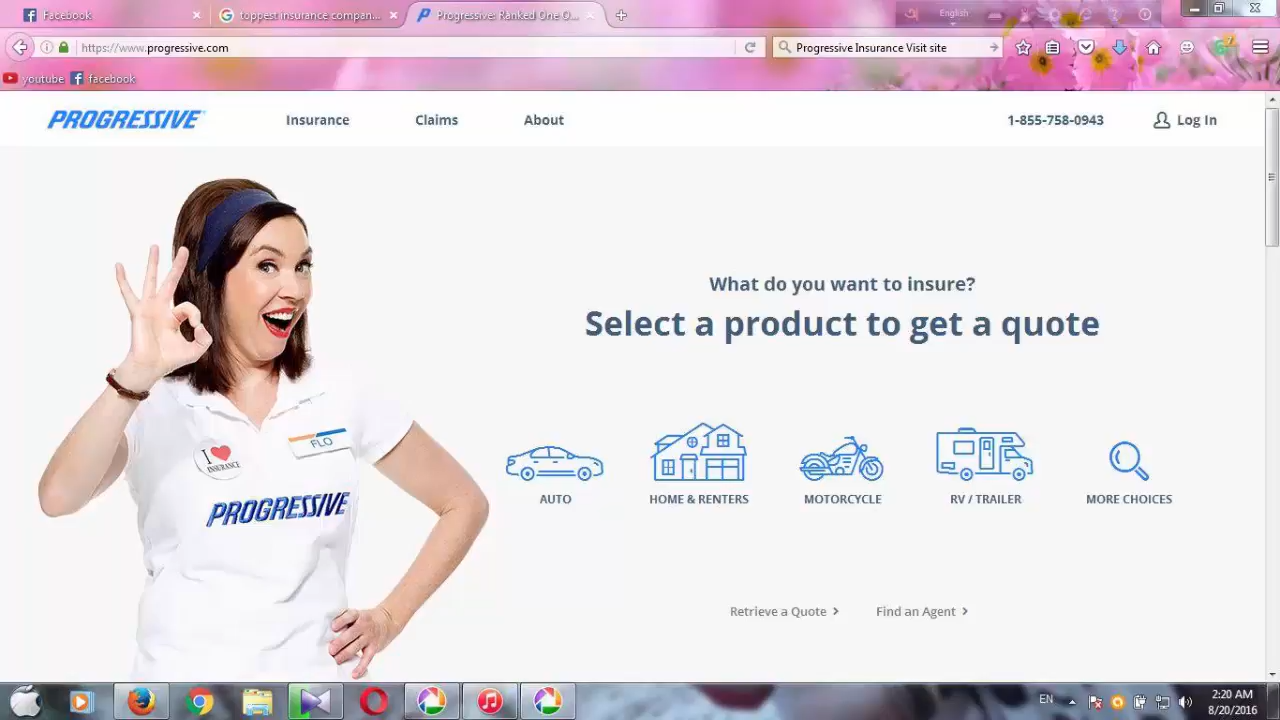 Facebook
toppest insurance compan...
Progressive: Ranked One O...
English
https://www.progressive.com
Progressive Insurance Visit site
youtube
facebook
PROGRESSIVE
Insurance
Claims
About
1-855-758-0943
Log In
What do you want to insure?
Select a product to get a quote
FLO
I ❤ INSURANCE
PROGRESSIVE
AUTO
HOME & RENTERS
MOTORCYCLE
RV / TRAILER
MORE CHOICES
Retrieve a Quote
Find an Agent
EN
2:20 AM
8/20/2016